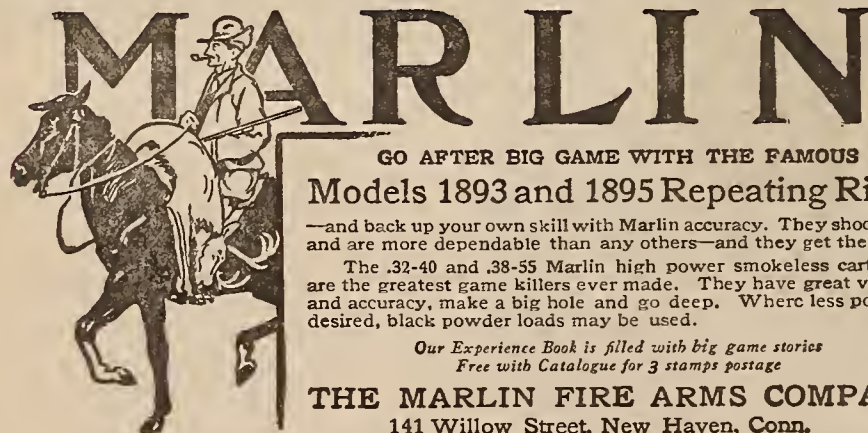 MARLIN
GO AFTER BIG GAME WITH THE FAMOUS
Models 1893 and 1895 Repeating Ri
—and back up your own skill with Marlin accuracy. They shoo
and are more dependable than any others—and they get the
The .32-40 and .38-55 Marlin high power smokeless cart
are the greatest game killers ever made. They have great v
and accuracy, make a big hole and go deep. Where less po
desired, black powder loads may be used.
Our Experience Book is filled with big game stories
Free with Catalogue for 3 stamps postage
THE MARLIN FIRE ARMS COMPA
141 Willow Street, New Haven, Conn.